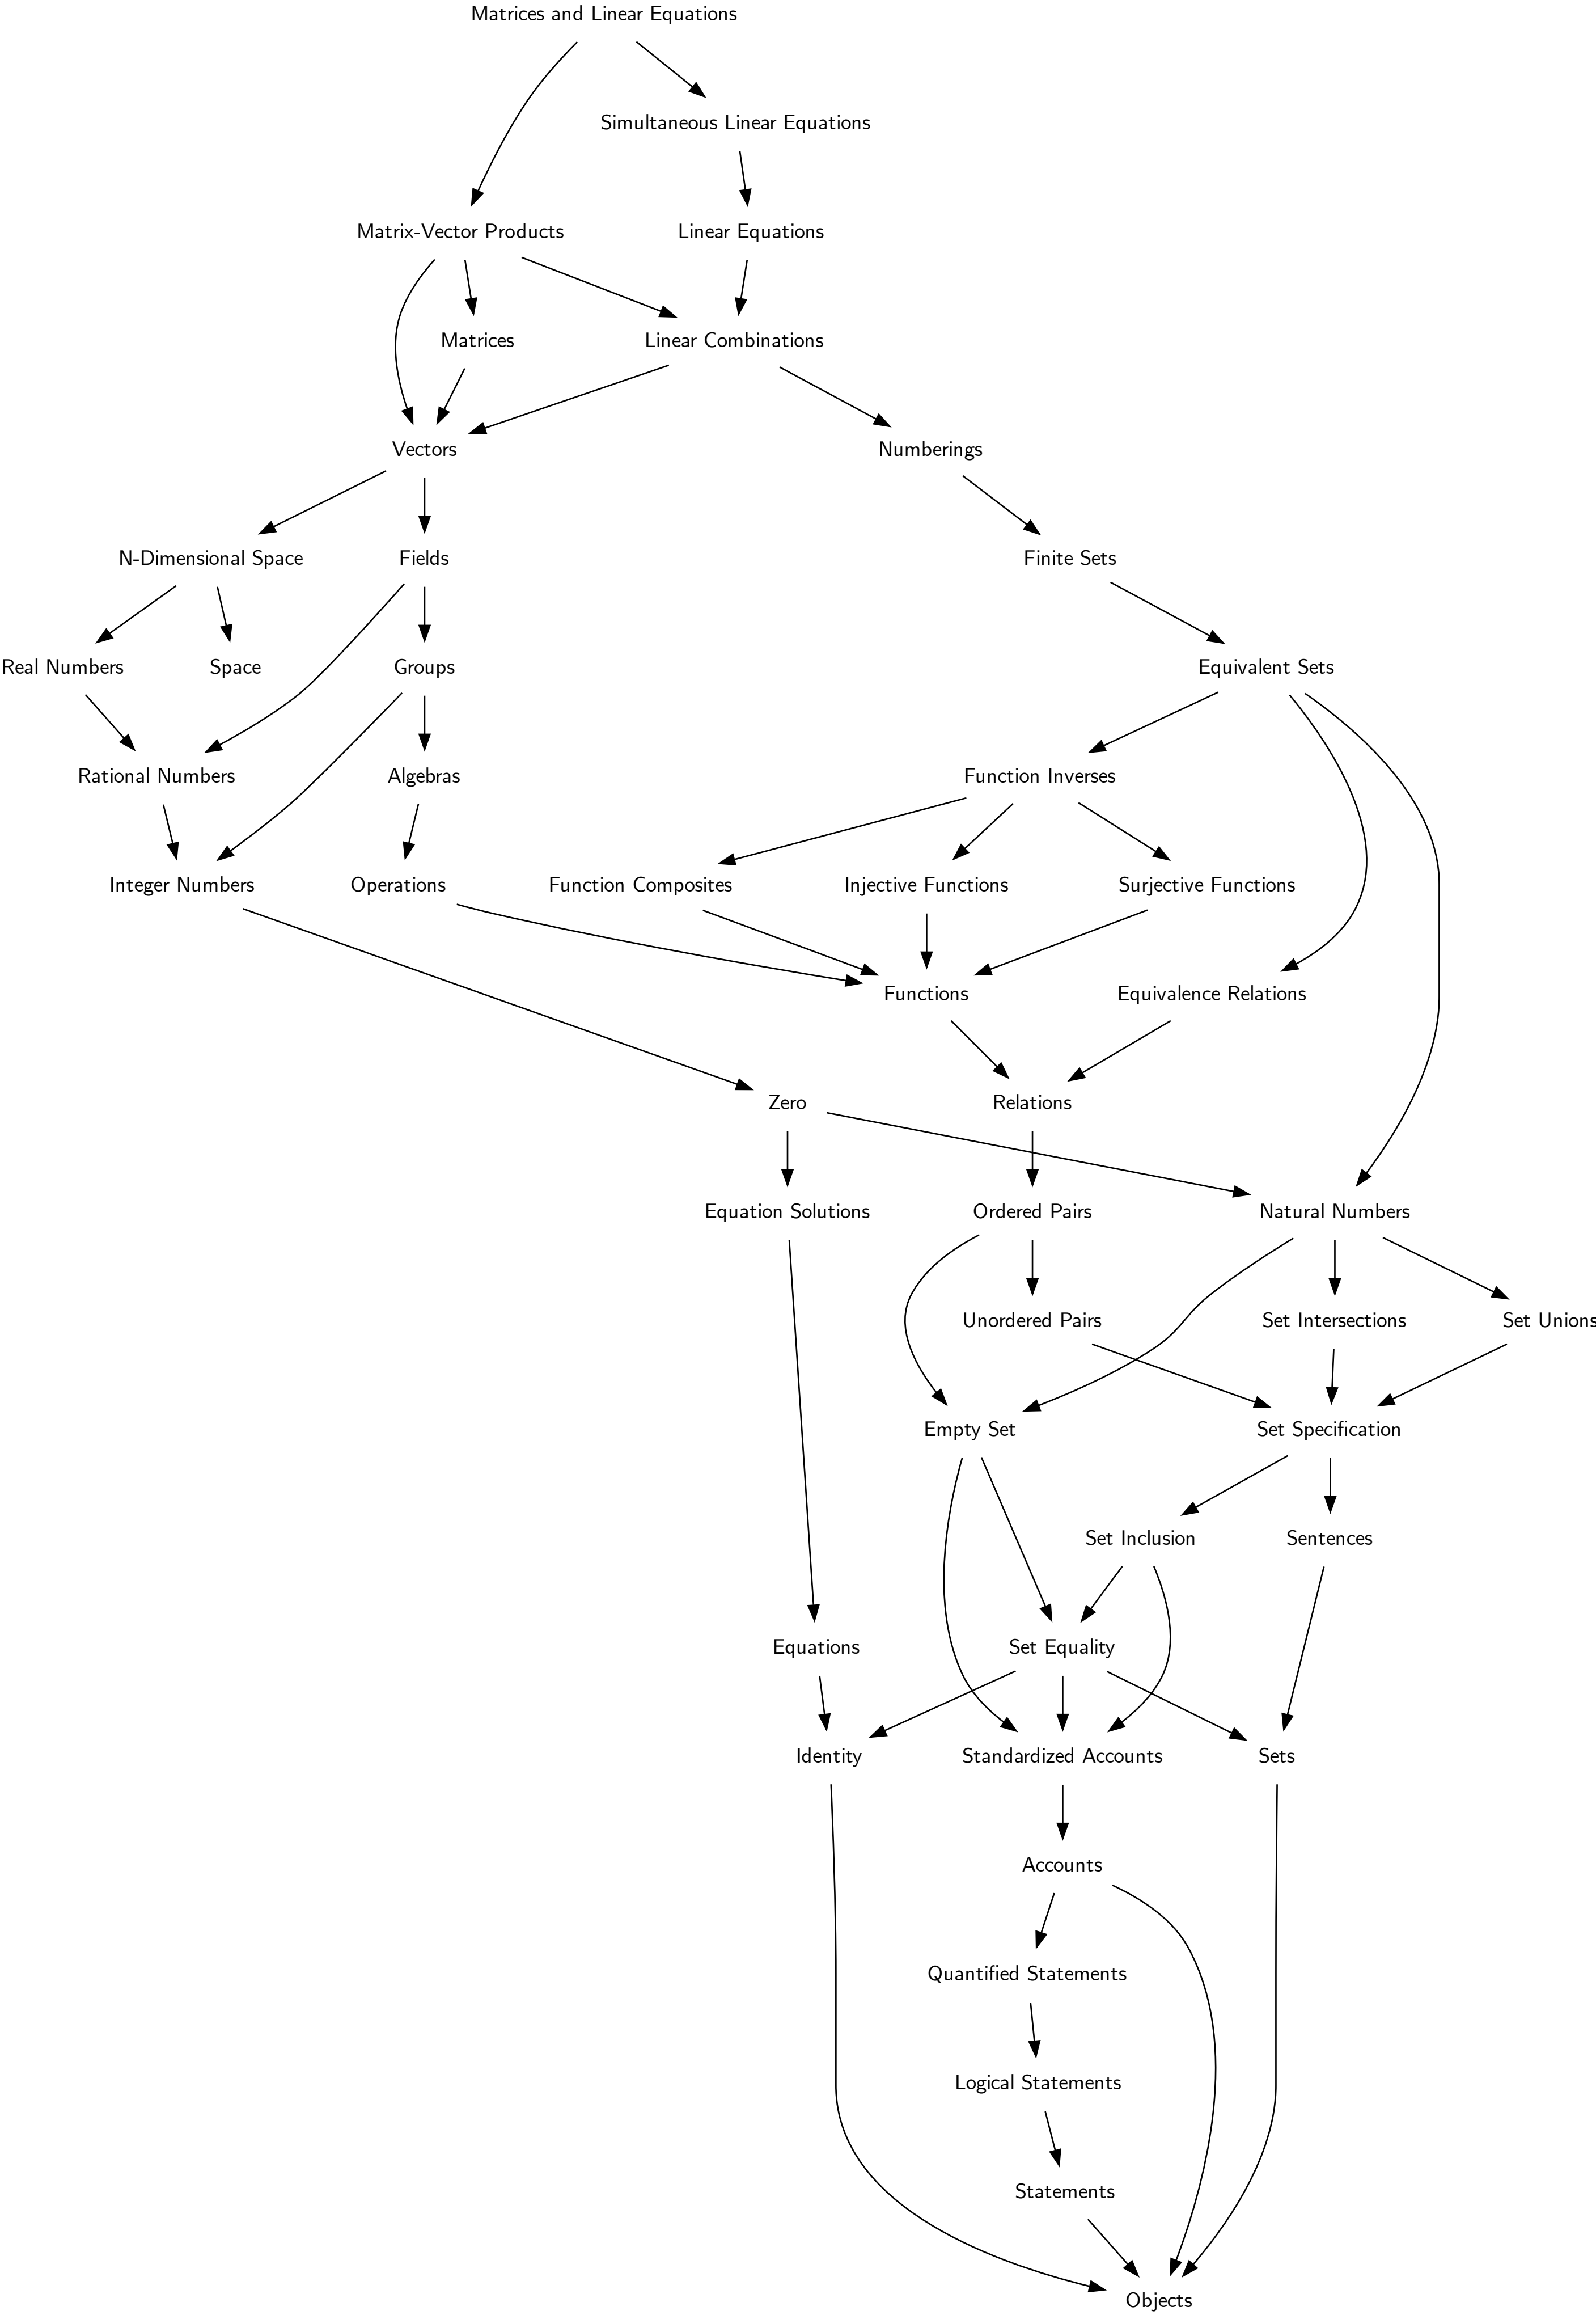 Matrices and Linear Equations
Simultaneous Linear Equations
Matrix-Vector Products
Linear Equations
Matrices
Linear Combinations
Vectors
Numberings
N-Dimensional Space
Fields
Finite Sets
Real Numbers
Space
Groups
Equivalent Sets
Rational Numbers
Algebras
Function Inverses
Integer Numbers
Operations
Function Composites
Injective Functions
Surjective Functions
Functions
Equivalence Relations
Zero
Relations
Equation Solutions
Ordered Pairs
Natural Numbers
Unordered Pairs
Set Intersections
Set Unions
Empty Set
Set Specification
Set Inclusion
Sentences
Equations
Set Equality
Identity
Standardized Accounts
Sets
Accounts
Quantified Statements
Logical Statements
Statements
Objects